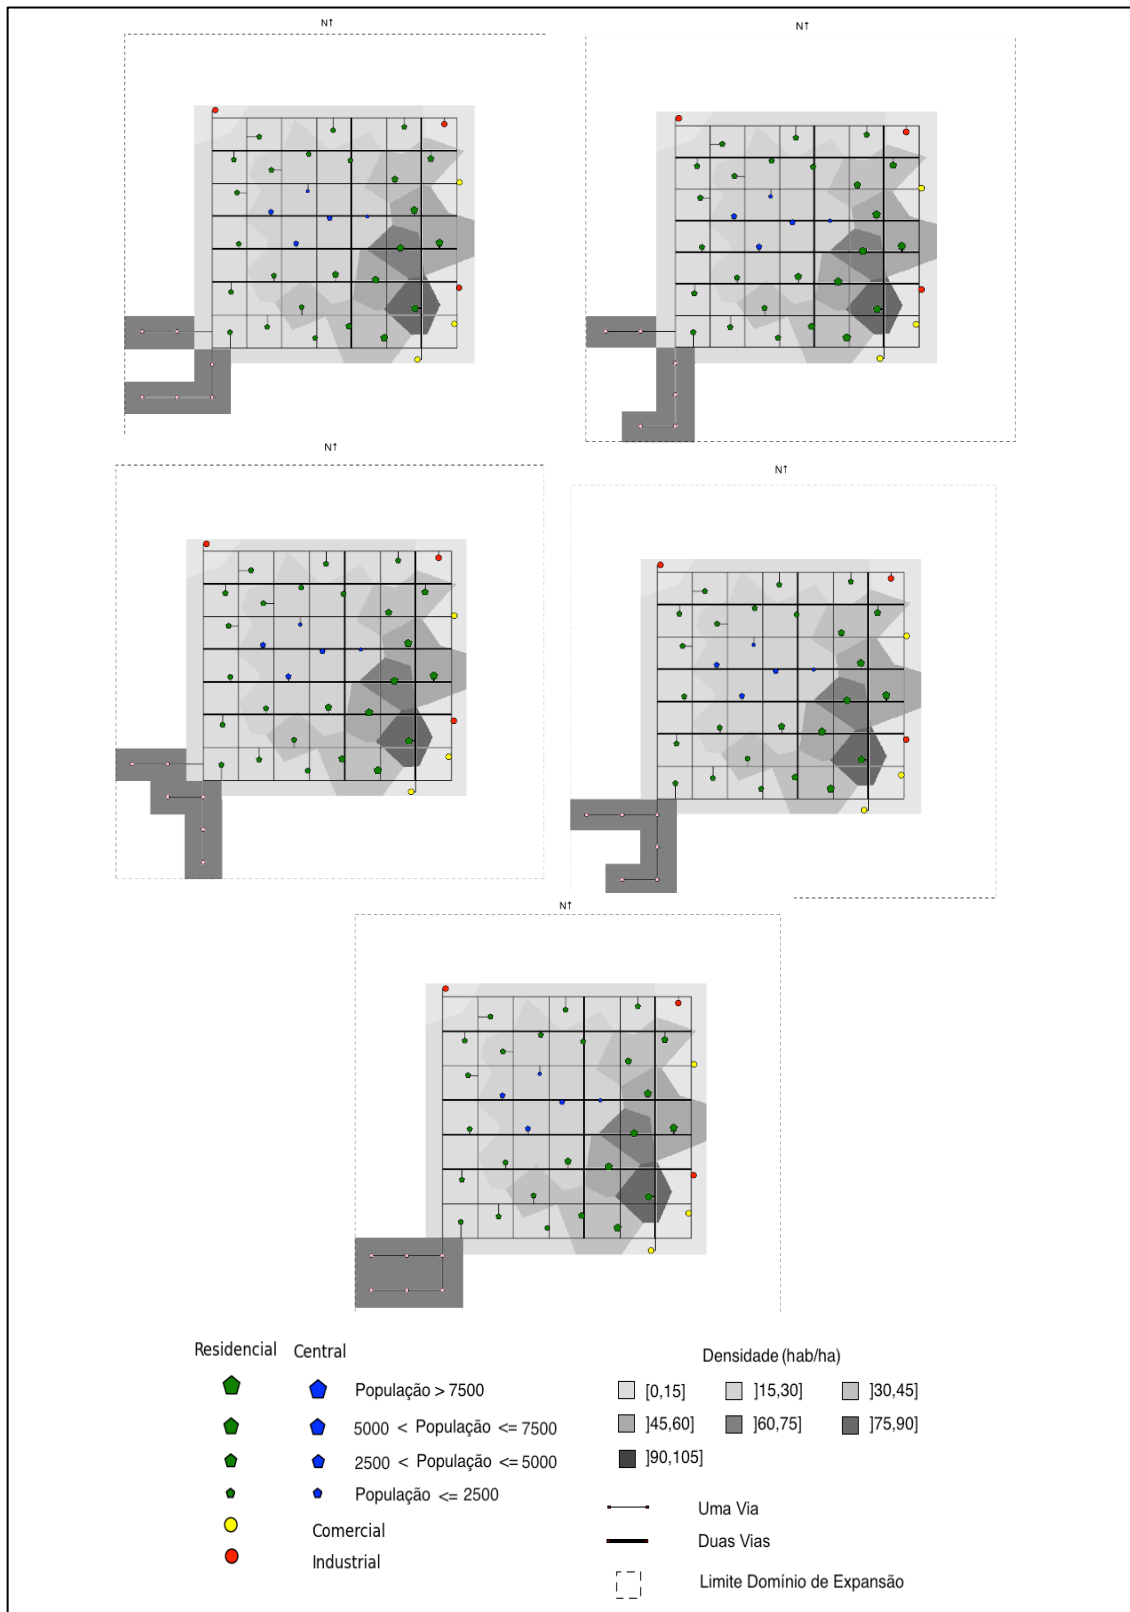 N↑
N↑
N↑
N↑
N↑
Residencial Central
População > 7500
5000 < População <= 7500
2500 < População <= 5000
População <= 2500
Comercial
Industrial
Densidade (hab/ha)
[0,15] ]15,30] ]30,45]
]45,60] ]60,75] ]75,90]
]90,105]
Uma Via
Duas Vias
Limite Domínio de Expansão